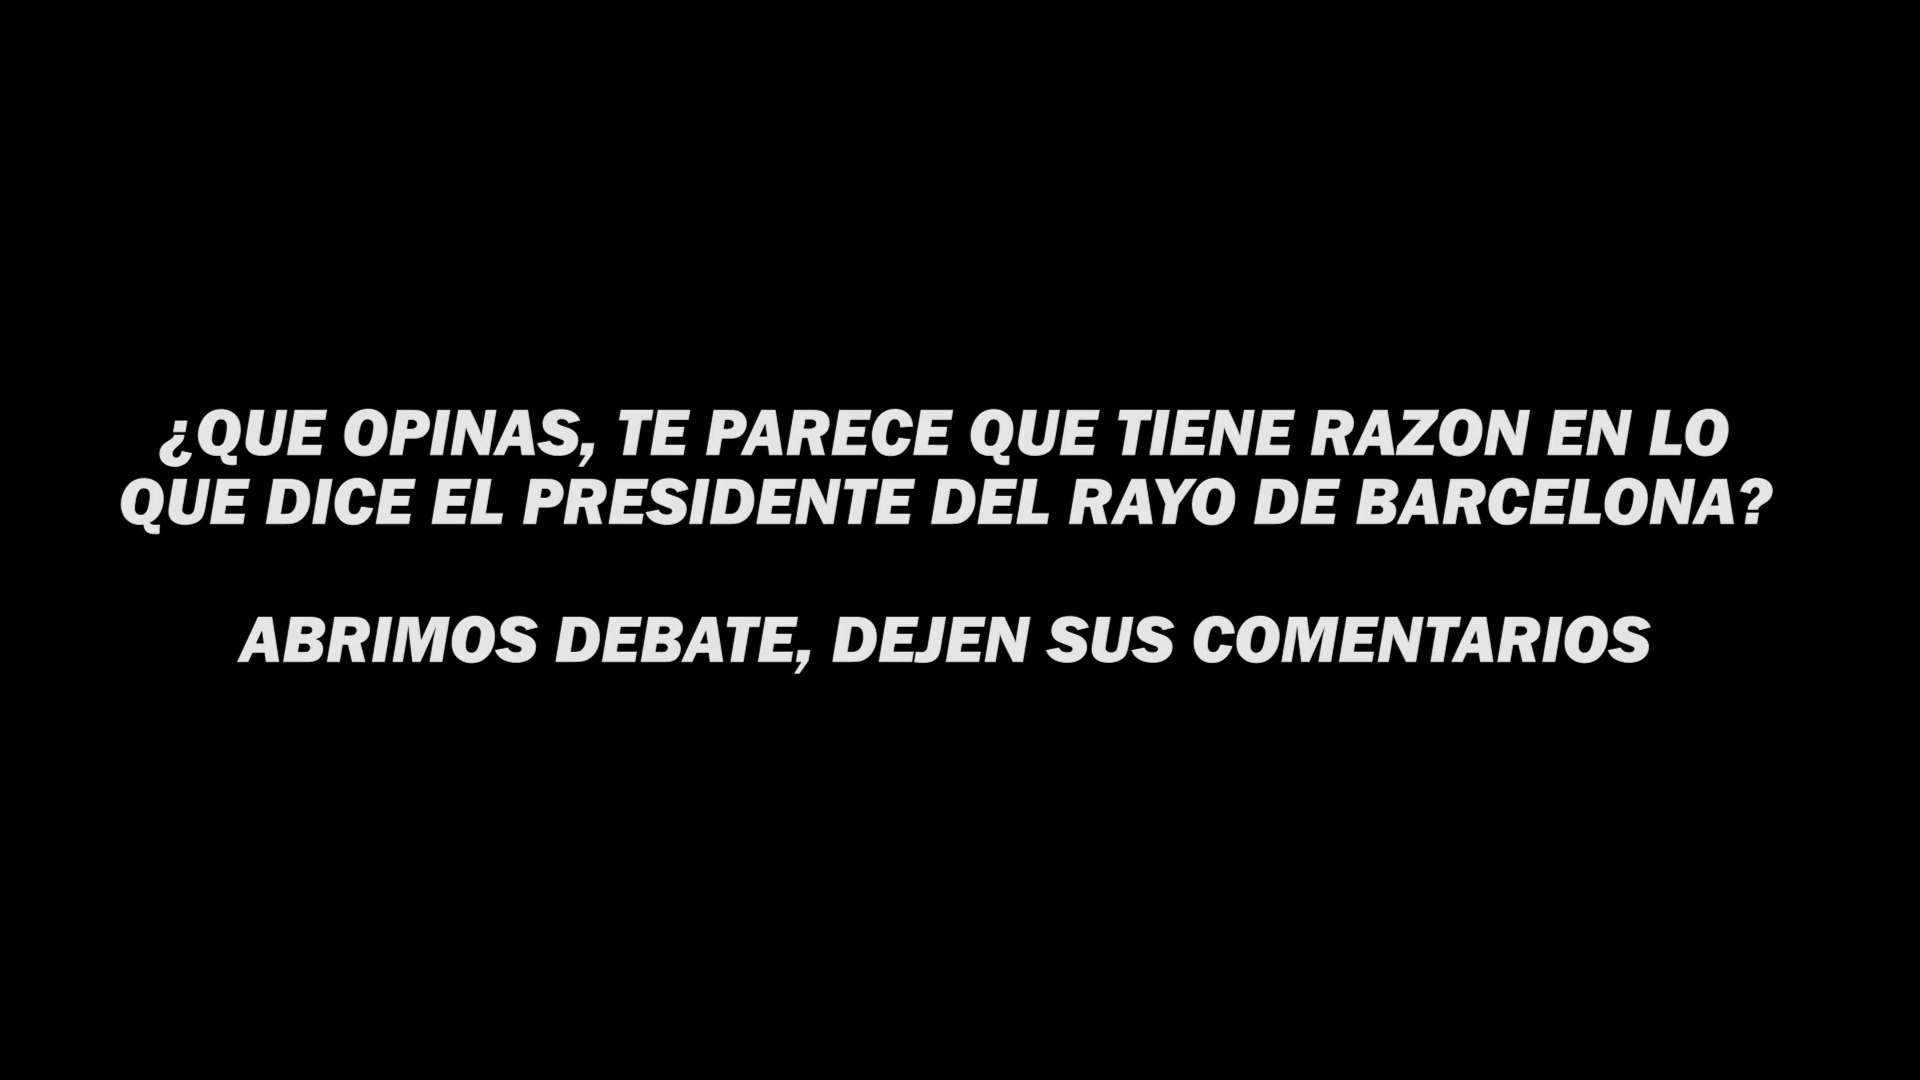 ¿QUE OPINAS, TE PARECE QUE TIENE RAZON EN LO
QUE DICE EL PRESIDENTE DEL RAYO DE BARCELONA?
ABRIMOS DEBATE, DEJEN SUS COMENTARIOS